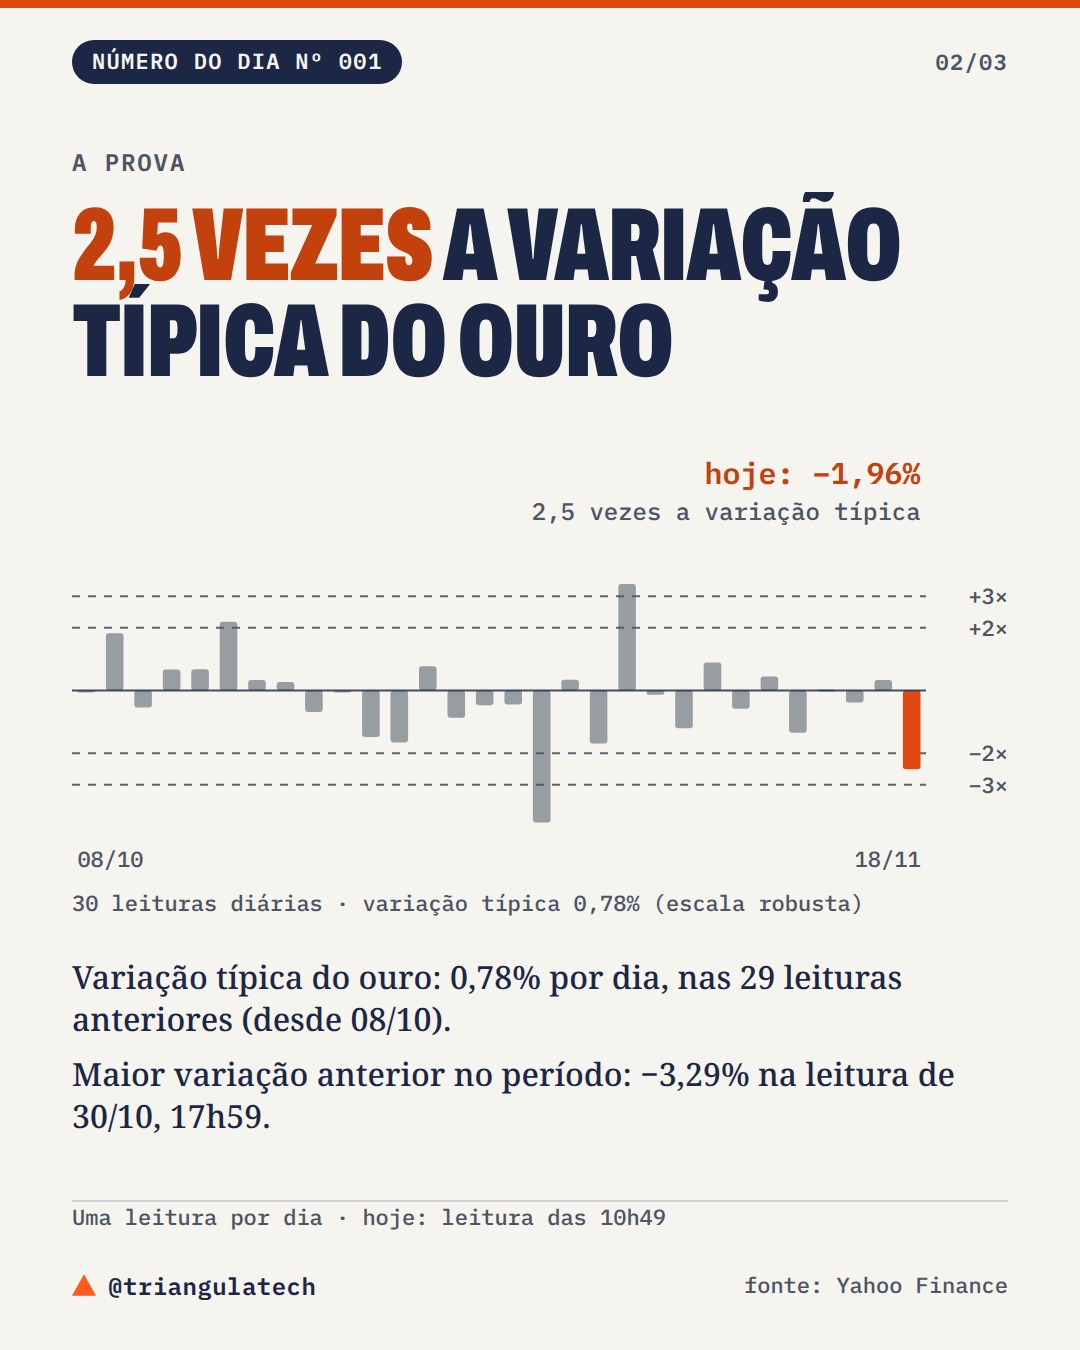 NÚMERO DO DIA Nº 001
02/03
A PROVA
2,5 VEZES A VARIAÇÃO
TÍPICA DO OURO
hoje: −1,96%
2,5 vezes a variação típica
+3×
+2×
−2×
−3×
08/10
18/11
30 leituras diárias · variação típica 0,78% (escala robusta)
Variação típica do ouro: 0,78% por dia, nas 29 leituras
anteriores (desde 08/10).
Maior variação anterior no período: −3,29% na leitura de
30/10, 17h59.
Uma leitura por dia · hoje: leitura das 10h49
@triangulatech
fonte: Yahoo Finance